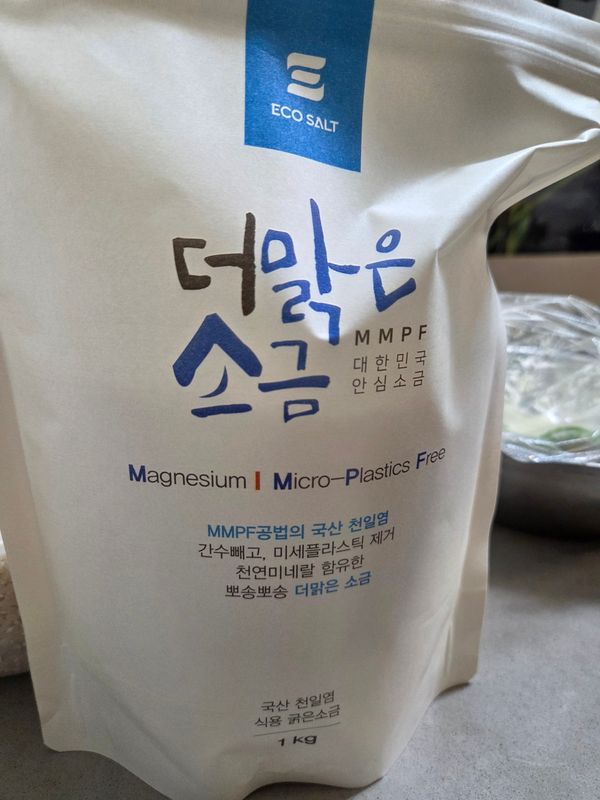 ECO SALT
더맑은
소금
MMPF
대한민국
안심소금
Magnesium | Micro-Plastics Free
MMPF공법의 국산 천일염
간수빼고, 미세플라스틱 제거
천연미네랄 함유한
뽀송뽀송 더맑은 소금
국산 천일염
식용 굵은소금
1kg